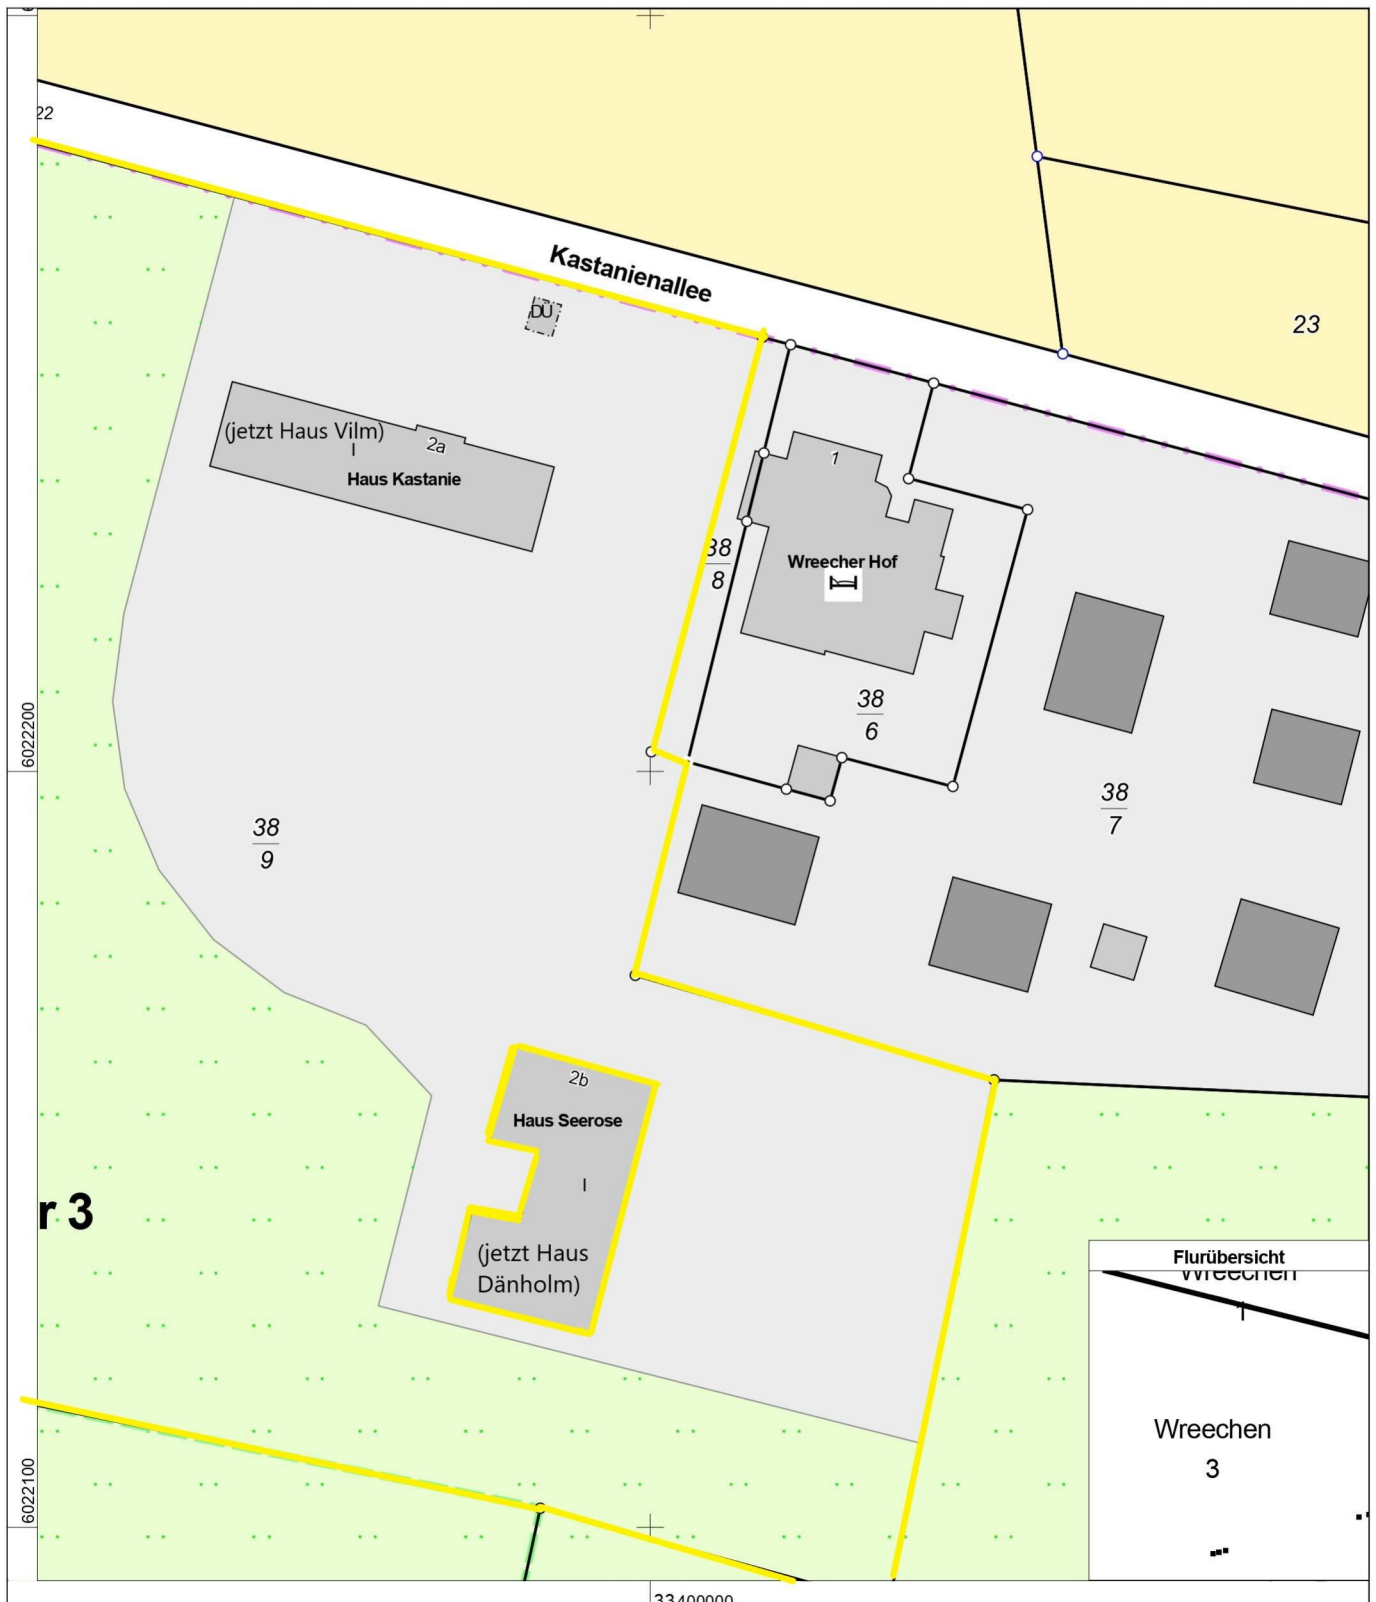 22
Kastanienallee
DÜ
23
(jetzt Haus Vilm)
2a
I
Haus Kastanie
1
38
8
Wreecher Hof
38
6
6022200
38
7
38
9
2b
Haus Seerose
I
r 3
(jetzt Haus
Dänholm)
Flurübersicht
Wreechen
1
Wreechen
3
6022100
33400000